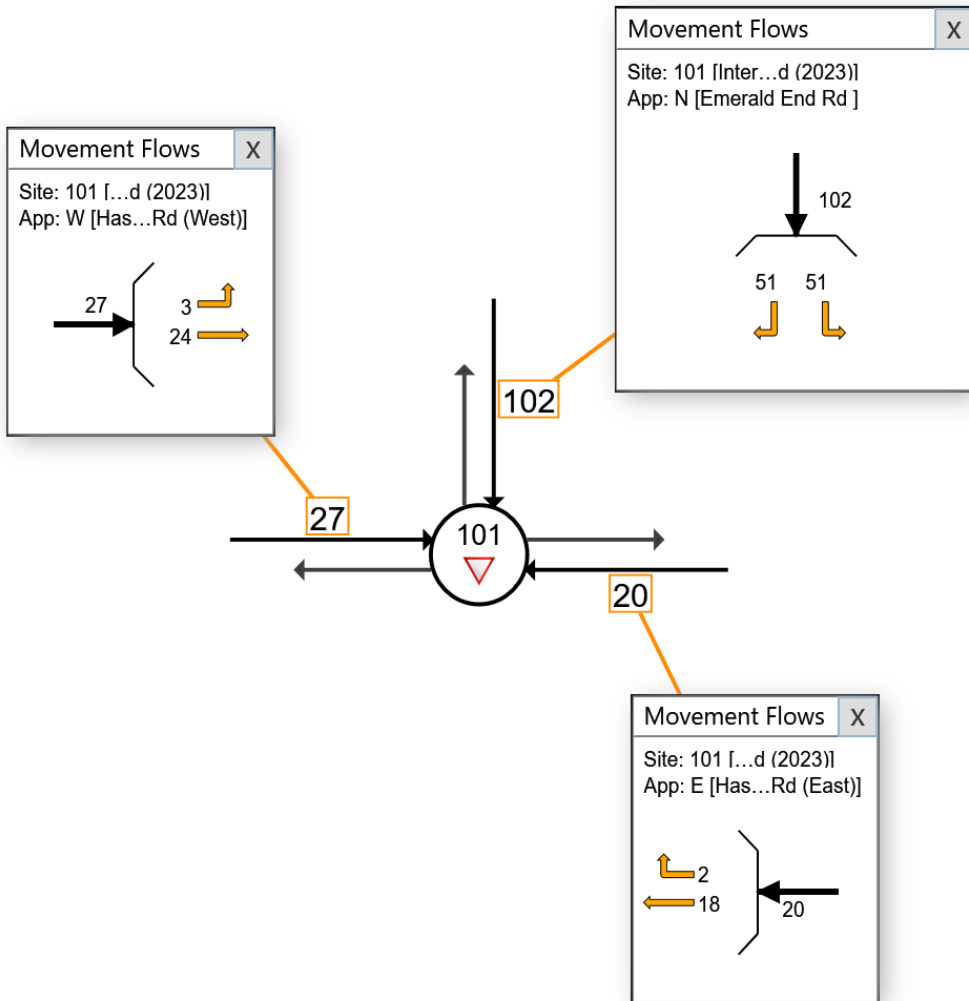 Movement Flows X
Site: 101 [Inter...d (2023)]
App: N [Emerald End Rd ]
102
51 51
Movement Flows X
Site: 101 [...d (2023)]
App: W [Has...Rd (West)]
27
3
24
102
27
101
20
Movement Flows X
Site: 101 [...d (2023)]
App: E [Has...Rd (East)]
2
18
20